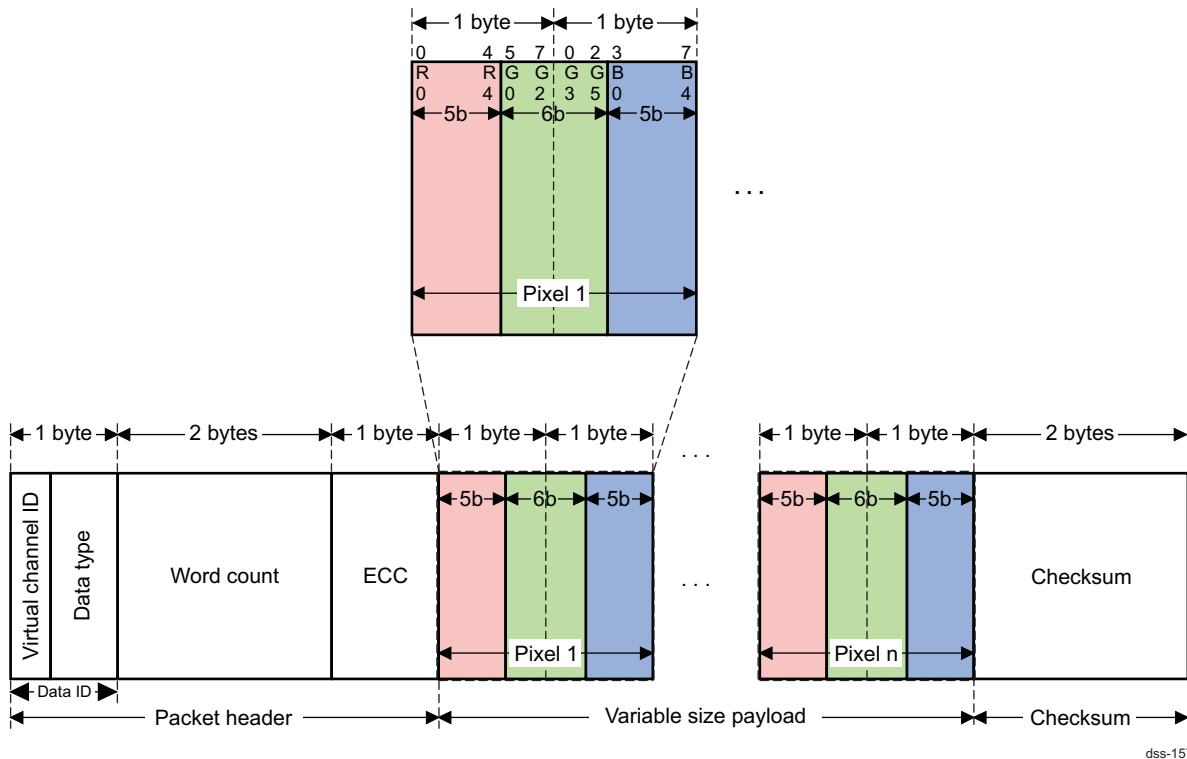 1 byte 1 byte
0 4 5 7 0 2 3 7
R R G G G G B B
0 4 0 2 3 5 0 4
5b 6b 5b
. . .
Pixel 1
1 byte 2 bytes 1 byte 1 byte 1 byte 1 byte 1 byte 2 bytes
. . .
Virtual channel ID
Data type
Word count
ECC
5b 6b 5b
Pixel 1
. . .
5b 6b 5b
Pixel n
Checksum
Data ID
Packet header Variable size payload Checksum